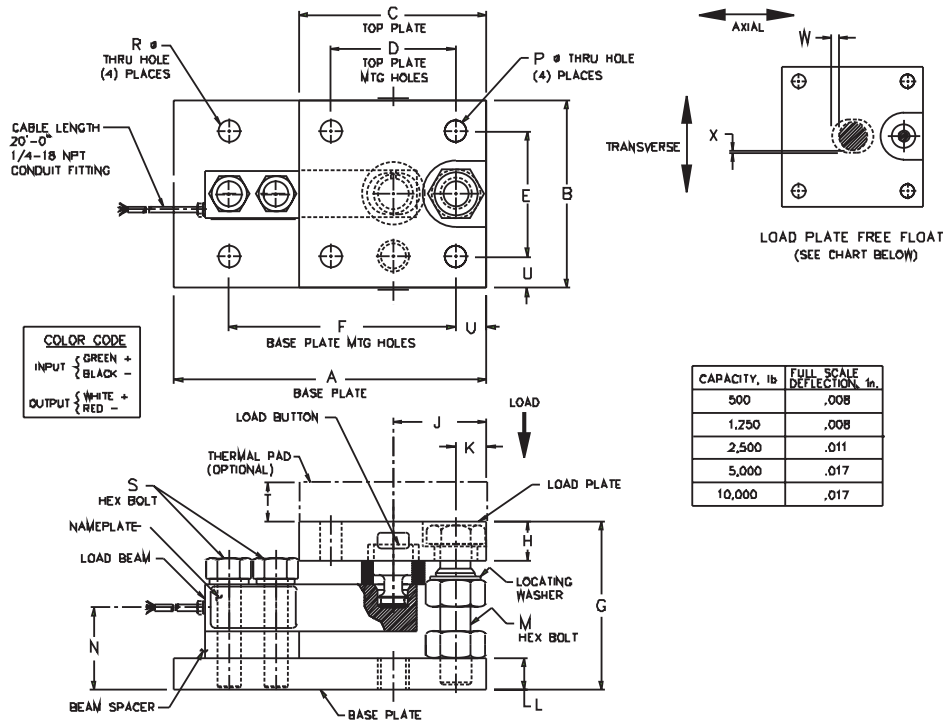 C
TOP PLATE
D
TOP PLATE
MTG HOLES
R ø
THRU HOLE
(4) PLACES
P ø THRU HOLE
(4) PLACES
CABLE LENGTH
20'-0"
1/4-18 NPT
CONDUIT FITTING
E
B
U
F
BASE PLATE MTG HOLES
U
A
BASE PLATE
AXIAL
W
TRANSVERSE
X
LOAD PLATE FREE FLOAT
(SEE CHART BELOW)
COLOR CODE
INPUT { GREEN +
BLACK -
OUTPUT { WHITE +
RED -
CAPACITY, lb FULL SCALE DEFLECTION, in.
500 .008
1,250 .008
2,500 .011
5,000 .017
10,000 .017
LOAD BUTTON
J
LOAD
K
THERMAL PAD
(OPTIONAL)
T
LOAD PLATE
S
HEX BOLT
NAMEPLATE
LOAD BEAM
H
LOCATING
WASHER
G
M
HEX BOLT
N
L
BEAM SPACER
BASE PLATE